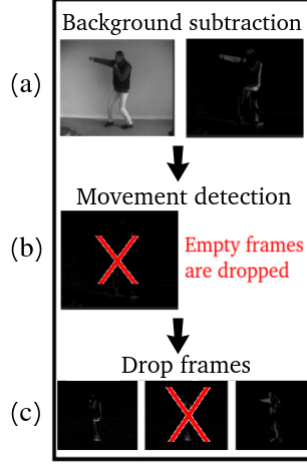 Background subtraction
(a)
Movement detection
(b)
Empty frames
are dropped
Drop frames
(c)